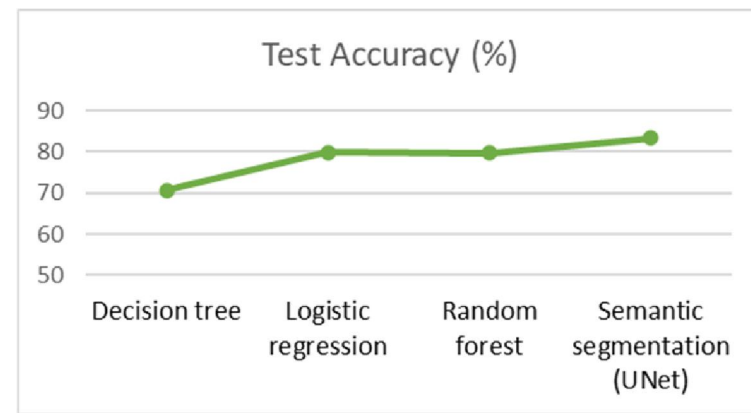 Test Accuracy (%)
90
80
70
60
50
Decision tree
Logistic
regression
Random
forest
Semantic
segmentation
(UNet)